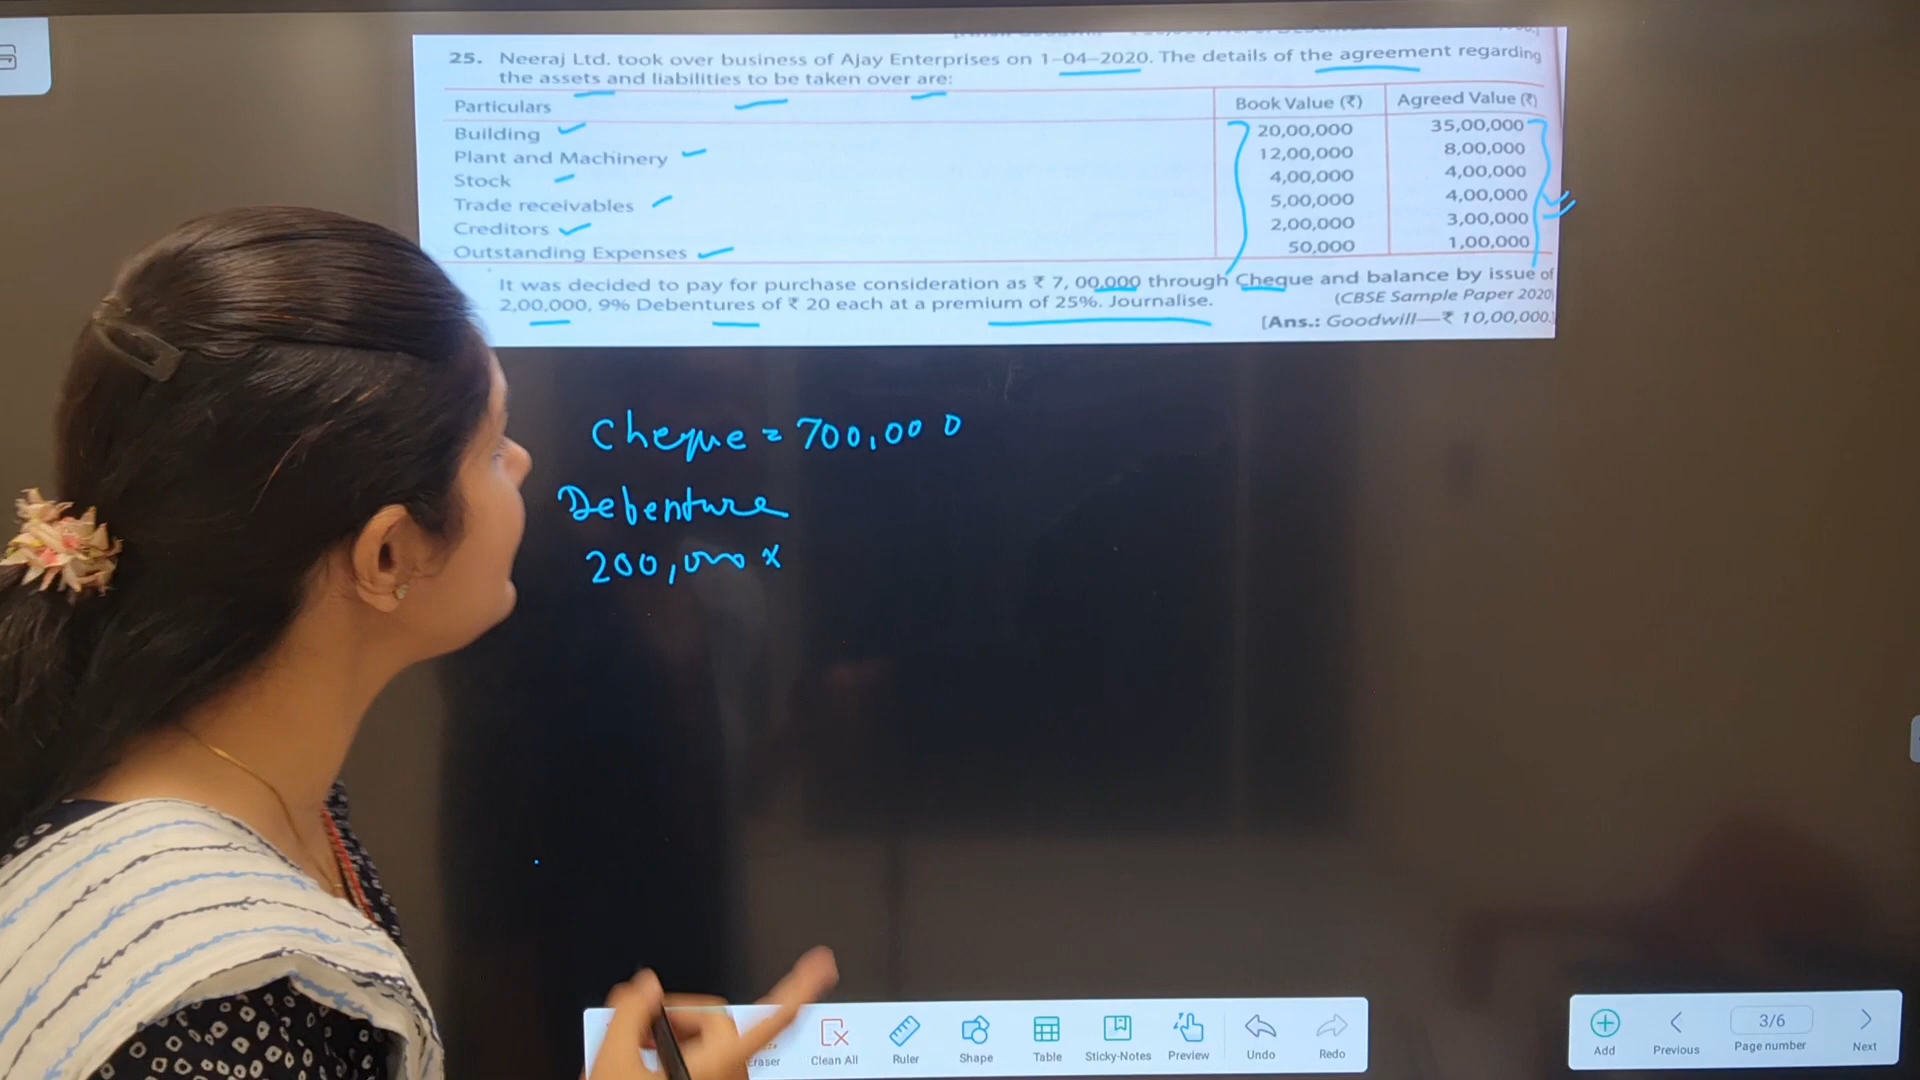 25. Neeraj Ltd. took over business of Ajay Enterprises on 1–04–2020. The details of the agreement regarding
the assets and liabilities to be taken over are:
Particulars Book Value (₹) Agreed Value (₹)
Building 20,00,000 35,00,000
Plant and Machinery 12,00,000 8,00,000
Stock 4,00,000 4,00,000
Trade receivables 5,00,000 4,00,000
Creditors 2,00,000 3,00,000
Outstanding Expenses 50,000 1,00,000
It was decided to pay for purchase consideration as ₹ 7, 00,000 through Cheque and balance by issue of
2,00,000, 9% Debentures of ₹ 20 each at a premium of 25%. Journalise. (CBSE Sample Paper 2020)
[Ans.: Goodwill—₹ 10,00,000.]
Cheque = 700,000
Debenture
200,000 x
Eraser
Clean All
Ruler
Shape
Table
Sticky-Notes
Preview
Undo
Redo
Add
Previous
3/6
Page number
Next